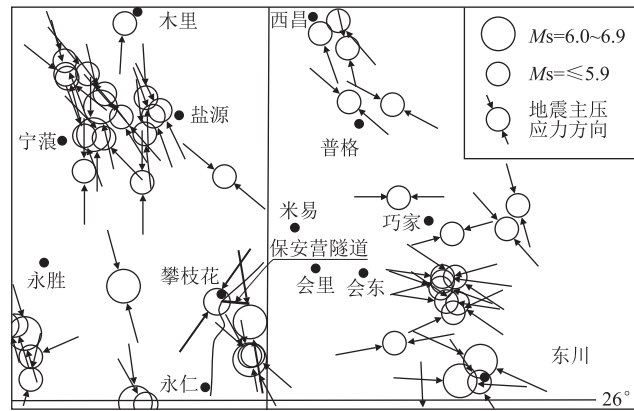 木里
西昌
Ms=6.0~6.9
Ms=≤5.9
地震主压
应力方向
盐源
宁蒗
普格
米易
巧家
保安营隧道
永胜
攀枝花
会里
会东
东川
永仁
26°